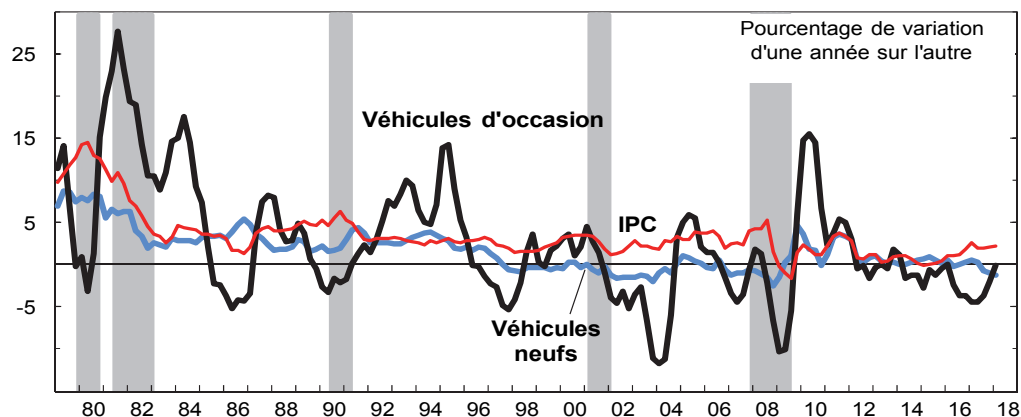 Pourcentage de variation
d'une année sur l'autre
25
15
5
-5
Véhicules d'occasion
IPC
Véhicules
neufs
80 82 84 86 88 90 92 94 96 98 00 02 04 06 08 10 12 14 16 18